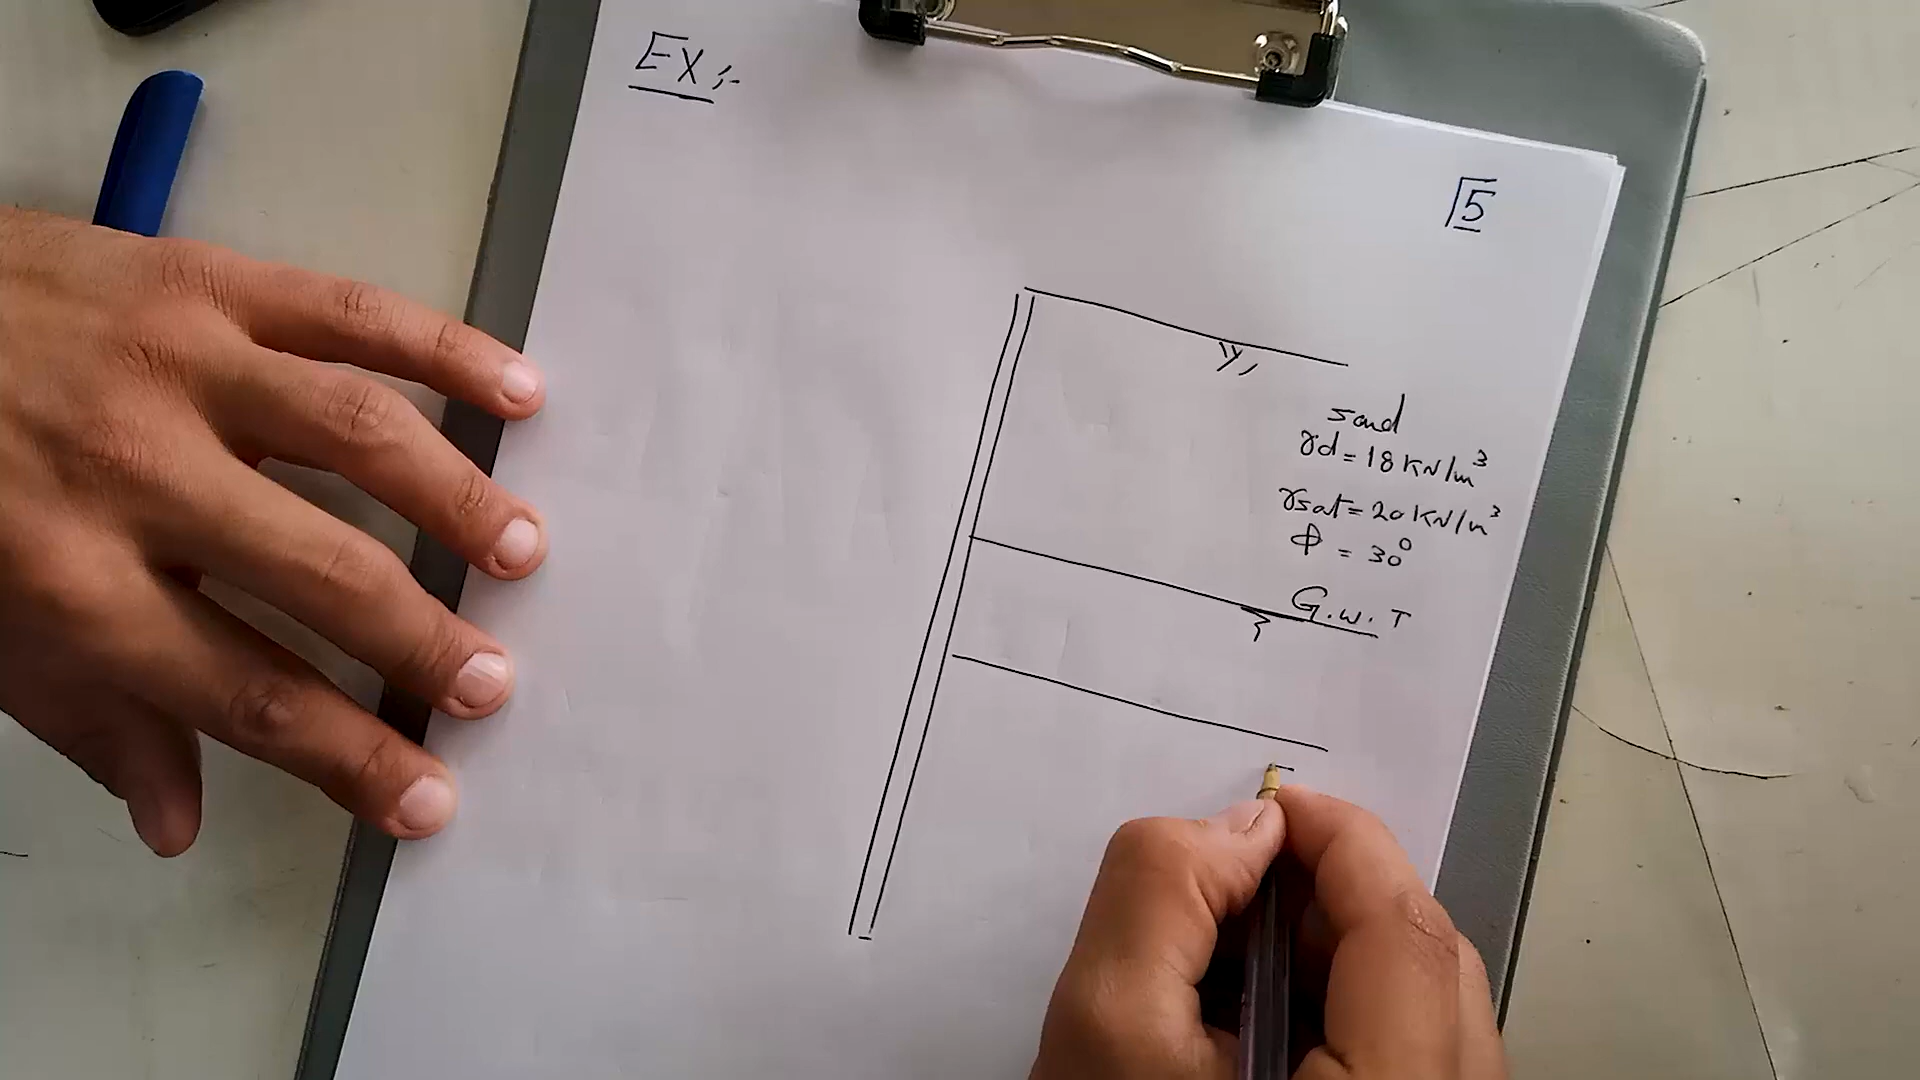 EX:-
5
sand
γd = 18 KN/m³
γsat = 20 KN/m³
φ = 30°
G.W.T